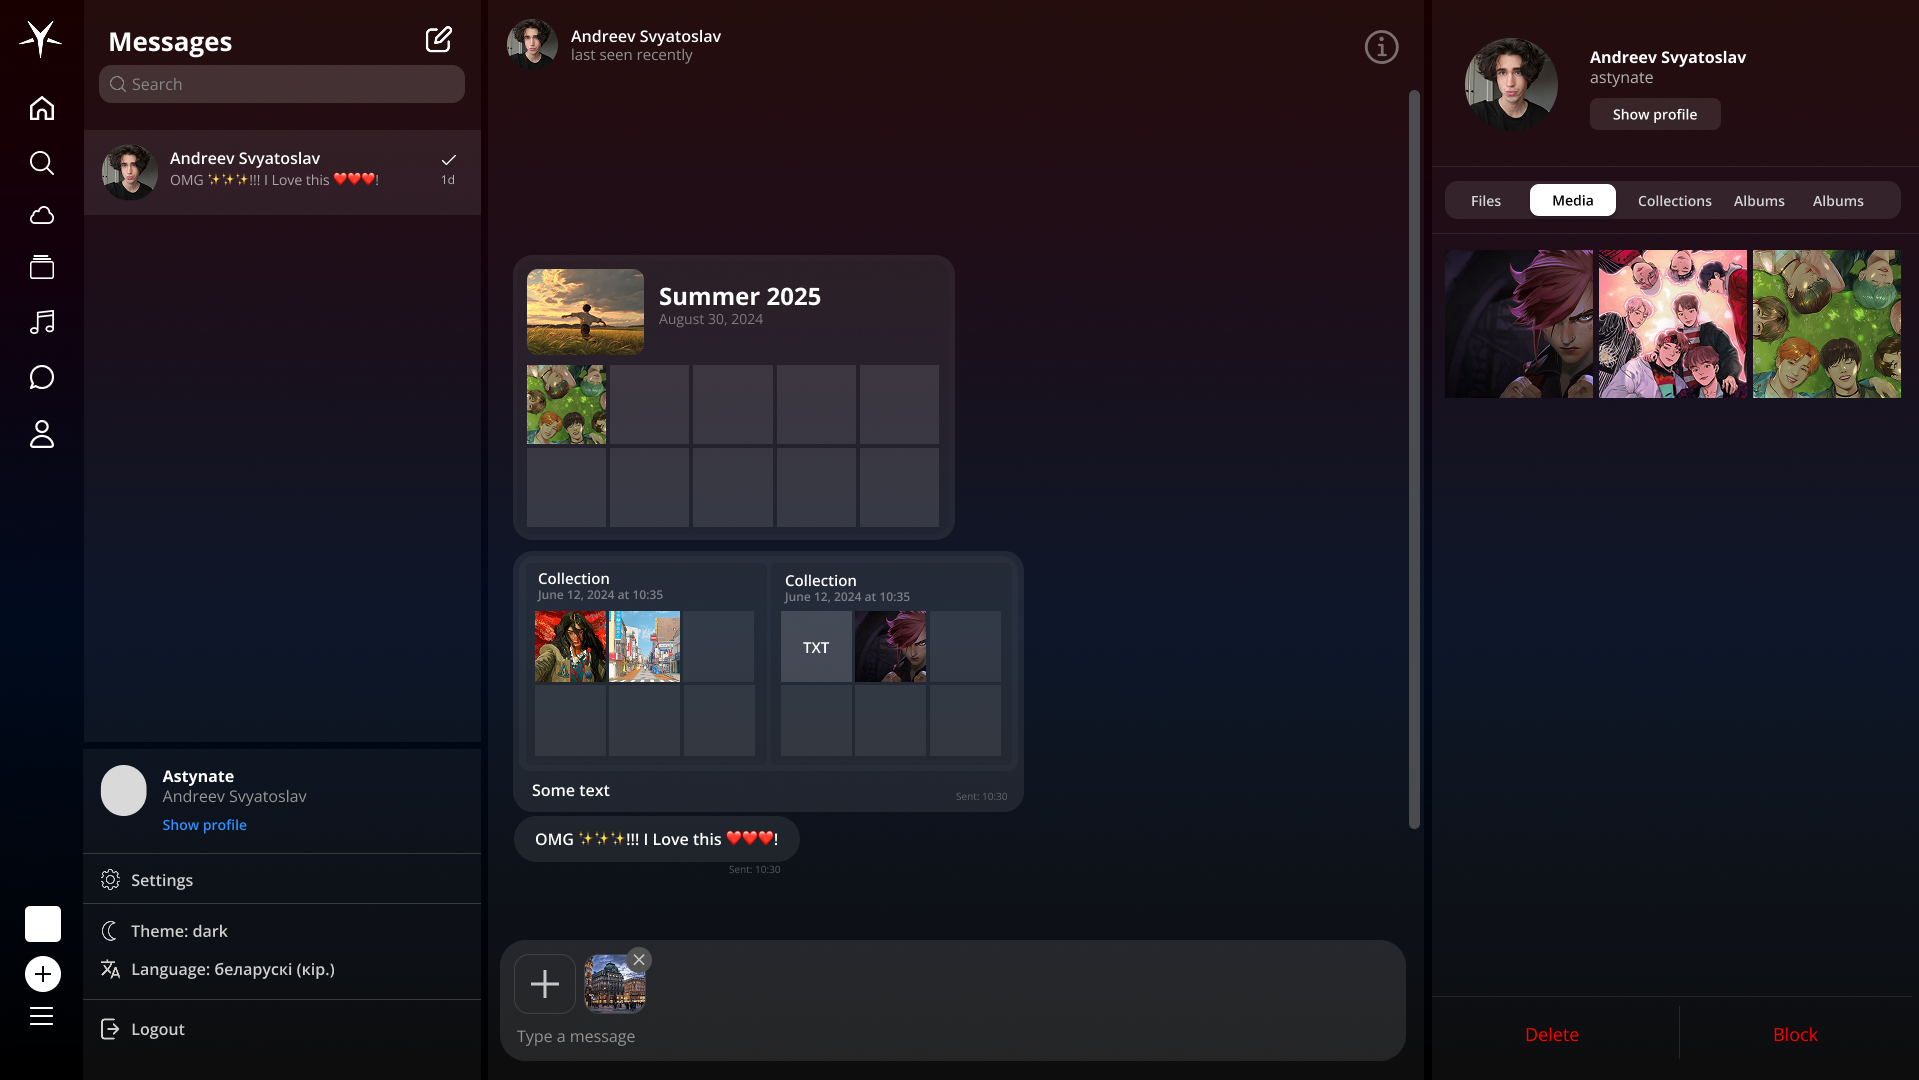 Messages
Search
Andreev Svyatoslav
OMG ✨✨✨!!! I Love this ❤️❤️❤️!
1d
Astynate
Andreev Svyatoslav
Show profile
Settings
Theme: dark
Language: беларускі (кір.)
Logout
Andreev Svyatoslav
last seen recently
Summer 2025
August 30, 2024
Collection
June 12, 2024 at 10:35
Collection
June 12, 2024 at 10:35
TXT
Some text
Sent: 10:30
OMG ✨✨✨!!! I Love this ❤️❤️❤️!
Sent: 10:30
Type a message
Andreev Svyatoslav
astynate
Show profile
Files Media Collections Albums Albums
Delete Block